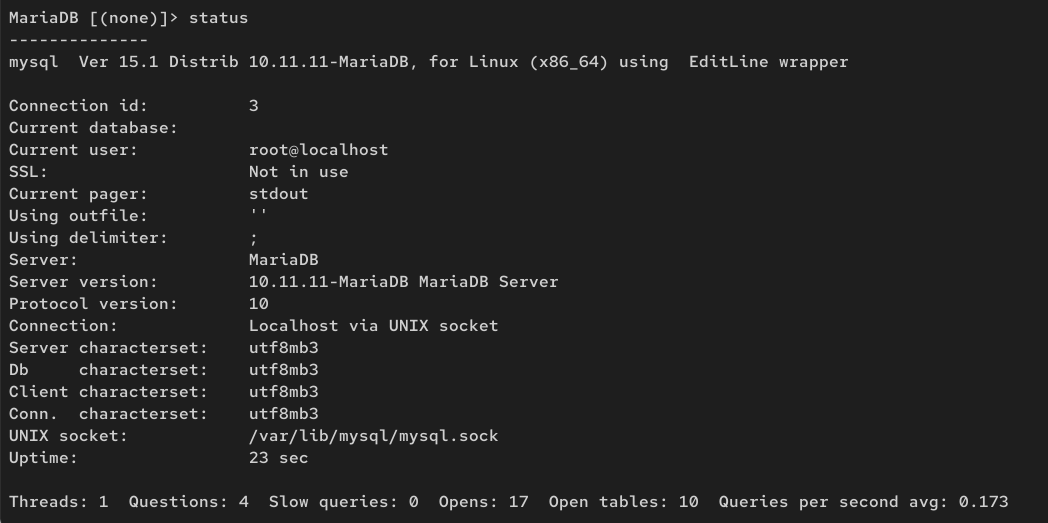 MariaDB [(none)]> status
--------------
mysql  Ver 15.1 Distrib 10.11.11-MariaDB, for Linux (x86_64) using  EditLine wrapper

Connection id:          3
Current database:
Current user:           root@localhost
SSL:                    Not in use
Current pager:          stdout
Using outfile:          ''
Using delimiter:        ;
Server:                 MariaDB
Server version:         10.11.11-MariaDB MariaDB Server
Protocol version:       10
Connection:             Localhost via UNIX socket
Server characterset:    utf8mb3
Db     characterset:    utf8mb3
Client characterset:    utf8mb3
Conn.  characterset:    utf8mb3
UNIX socket:            /var/lib/mysql/mysql.sock
Uptime:                 23 sec

Threads: 1  Questions: 4  Slow queries: 0  Opens: 17  Open tables: 10  Queries per second avg: 0.173